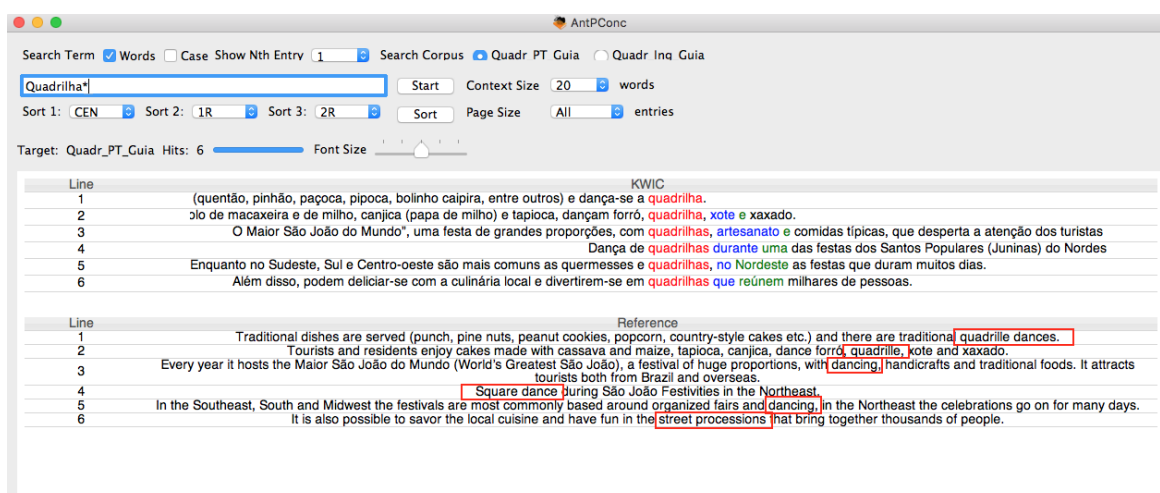 AntPConc
Search Term Words Case Show Nth Entry 1 Search Corpus Quadr_PT_Guia Quadr_Ing_Guia
Quadrilha* Start Context Size 20 words
Sort 1: CEN Sort 2: 1R Sort 3: 2R Sort Page Size All entries
Target: Quadr_PT_Guia Hits: 6 Font Size
Line KWIC
1 (quentão, pinhão, paçoca, pipoca, bolinho caipira, entre outros) e dança-se a quadrilha.
2 olo de macaxeira e de milho, canjica (papa de milho) e tapioca, dançam forró, quadrilha, xote e xaxado.
3 O Maior São João do Mundo", uma festa de grandes proporções, com quadrilhas, artesanato e comidas típicas, que desperta a atenção dos turistas
4 Dança de quadrilhas durante uma das festas dos Santos Populares (Juninas) do Nordes
5 Enquanto no Sudeste, Sul e Centro-oeste são mais comuns as quermesses e quadrilhas, no Nordeste as festas que duram muitos dias.
6 Além disso, podem deliciar-se com a culinária local e divertirem-se em quadrilhas que reúnem milhares de pessoas.
Line Reference
1 Traditional dishes are served (punch, pine nuts, peanut cookies, popcorn, country-style cakes etc.) and there are traditional quadrille dances.
2 Tourists and residents enjoy cakes made with cassava and maize, tapioca, canjica, dance forró, quadrille, xote and xaxado.
3 Every year it hosts the Maior São João do Mundo (World's Greatest São João), a festival of huge proportions, with dancing, handicrafts and traditional foods. It attracts
tourists both from Brazil and overseas.
4 Square dance during São João Festivities in the Northeast.
5 In the Southeast, South and Midwest the festivals are most commonly based around organized fairs and dancing, in the Northeast the celebrations go on for many days.
6 It is also possible to savor the local cuisine and have fun in the street processions that bring together thousands of people.